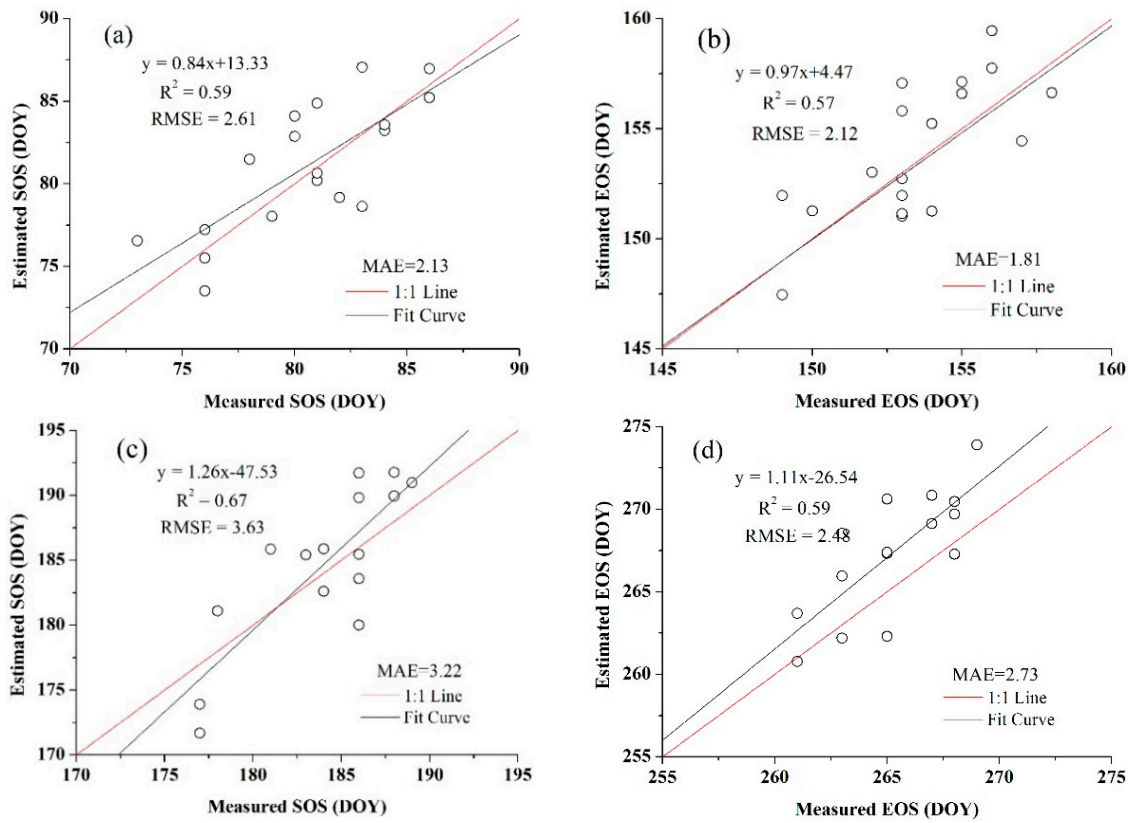 (a)
y = 0.84x+13.33
R² = 0.59
RMSE = 2.61
MAE=2.13
1:1 Line
Fit Curve
90
85
80
75
70
70 75 80 85 90
Estimated SOS (DOY)
Measured SOS (DOY)
(b)
y = 0.97x+4.47
R² = 0.57
RMSE = 2.12
MAE=1.81
1:1 Line
Fit Curve
160
155
150
145
145 150 155 160
Estimated EOS (DOY)
Measured EOS (DOY)
(c)
y = 1.26x-47.53
R² = 0.67
RMSE = 3.63
MAE=3.22
1:1 Line
Fit Curve
195
190
185
180
175
170
170 175 180 185 190 195
Estimated SOS (DOY)
Measured SOS (DOY)
(d)
y = 1.11x-26.54
R² = 0.59
RMSE = 2.48
MAE=2.73
1:1 Line
Fit Curve
275
270
265
260
255
255 260 265 270 275
Estimated EOS (DOY)
Measured EOS (DOY)